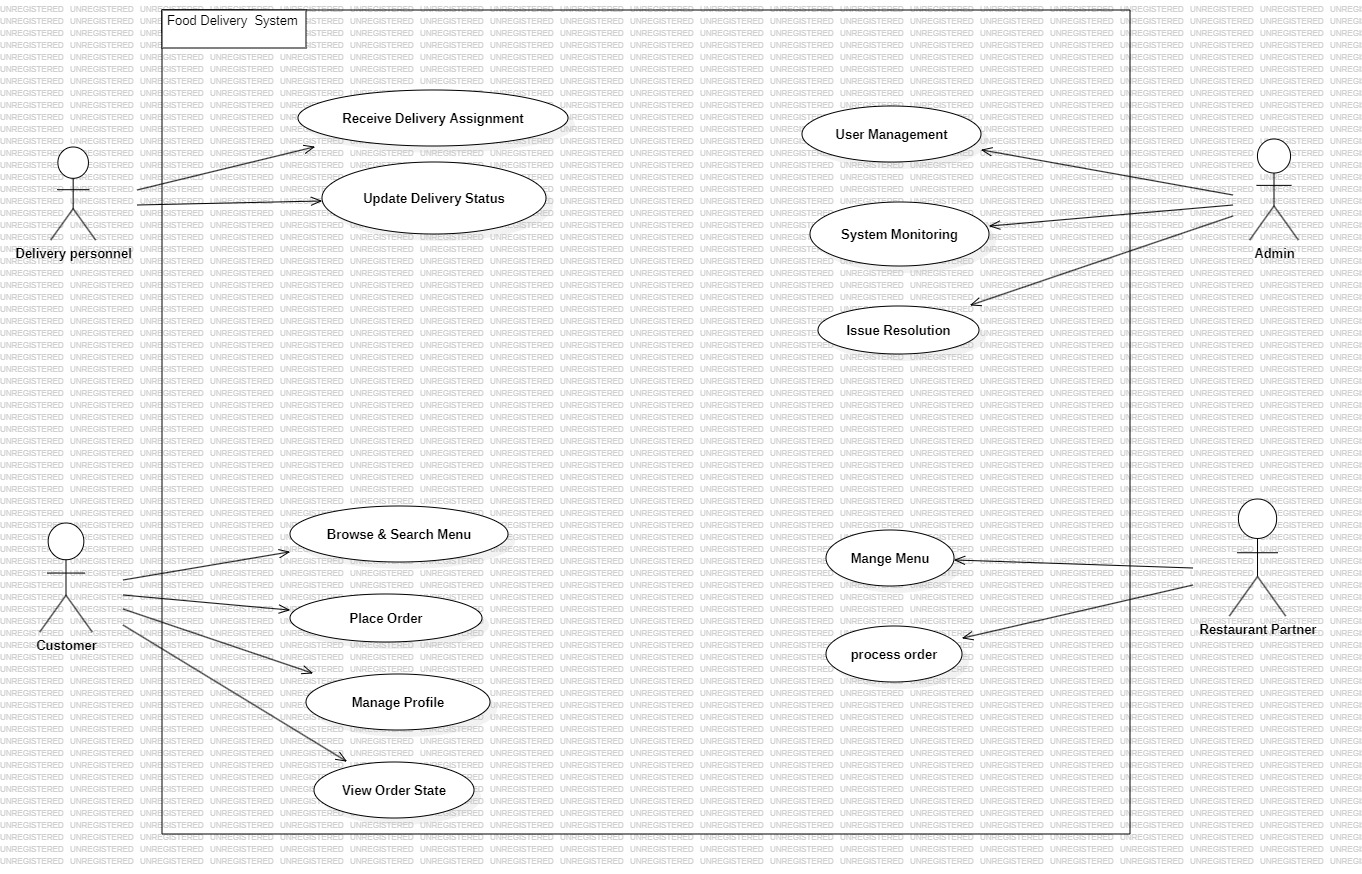 Food Delivery System
Receive Delivery Assignment
Update Delivery Status
Delivery personnel
User Management
System Monitoring
Issue Resolution
Admin
Browse & Search Menu
Place Order
Manage Profile
View Order State
Customer
Mange Menu
process order
Restaurant Partner
UNREGISTERED